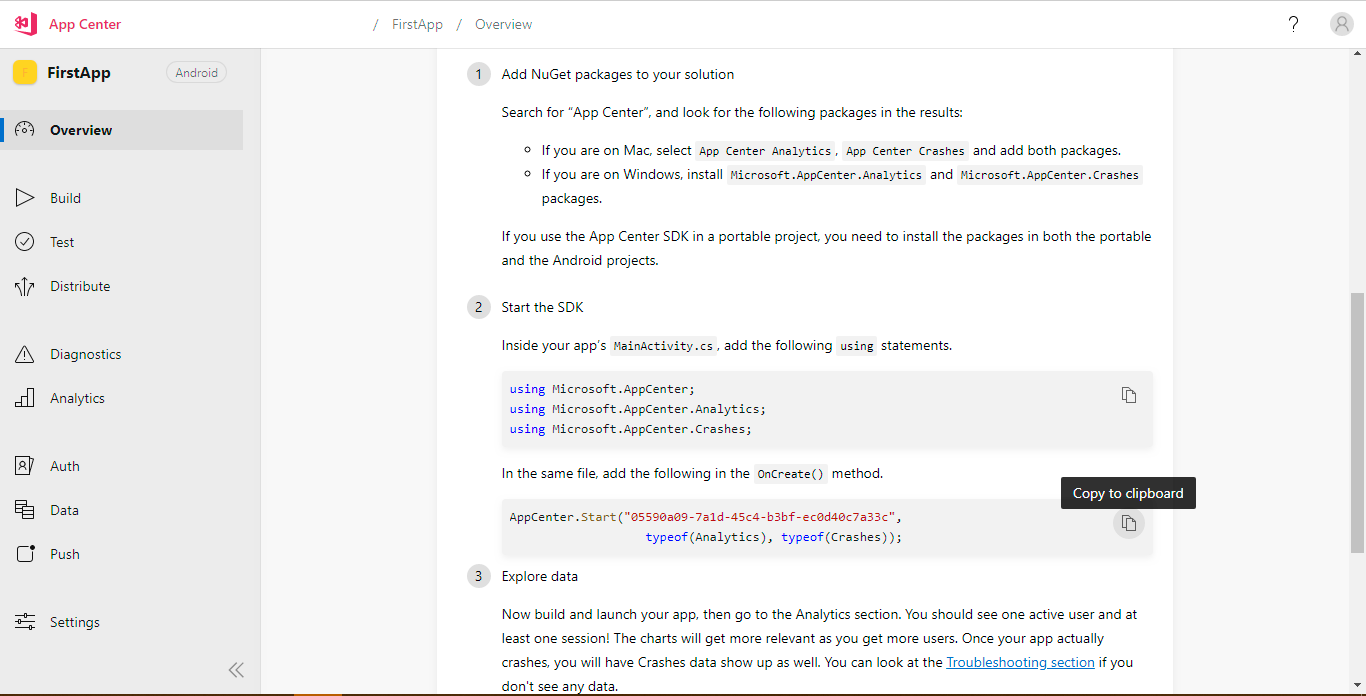 App Center
/ FirstApp / Overview
?
F
FirstApp
Android
Overview
Build
Test
Distribute
Diagnostics
Analytics
Auth
Data
Push
Settings
1 Add NuGet packages to your solution
Search for “App Center”, and look for the following packages in the results:
If you are on Mac, select App Center Analytics, App Center Crashes and add both packages.
If you are on Windows, install Microsoft.AppCenter.Analytics and Microsoft.AppCenter.Crashes
packages.
If you use the App Center SDK in a portable project, you need to install the packages in both the portable
and the Android projects.
2 Start the SDK
Inside your app’s MainActivity.cs, add the following using statements.
using Microsoft.AppCenter;
using Microsoft.AppCenter.Analytics;
using Microsoft.AppCenter.Crashes;
In the same file, add the following in the OnCreate() method.
Copy to clipboard
AppCenter.Start("05590a09-7a1d-45c4-b3bf-ec0d40c7a33c",
typeof(Analytics), typeof(Crashes));
3 Explore data
Now build and launch your app, then go to the Analytics section. You should see one active user and at
least one session! The charts will get more relevant as you get more users. Once your app actually
crashes, you will have Crashes data show up as well. You can look at the Troubleshooting section if you
don't see any data.